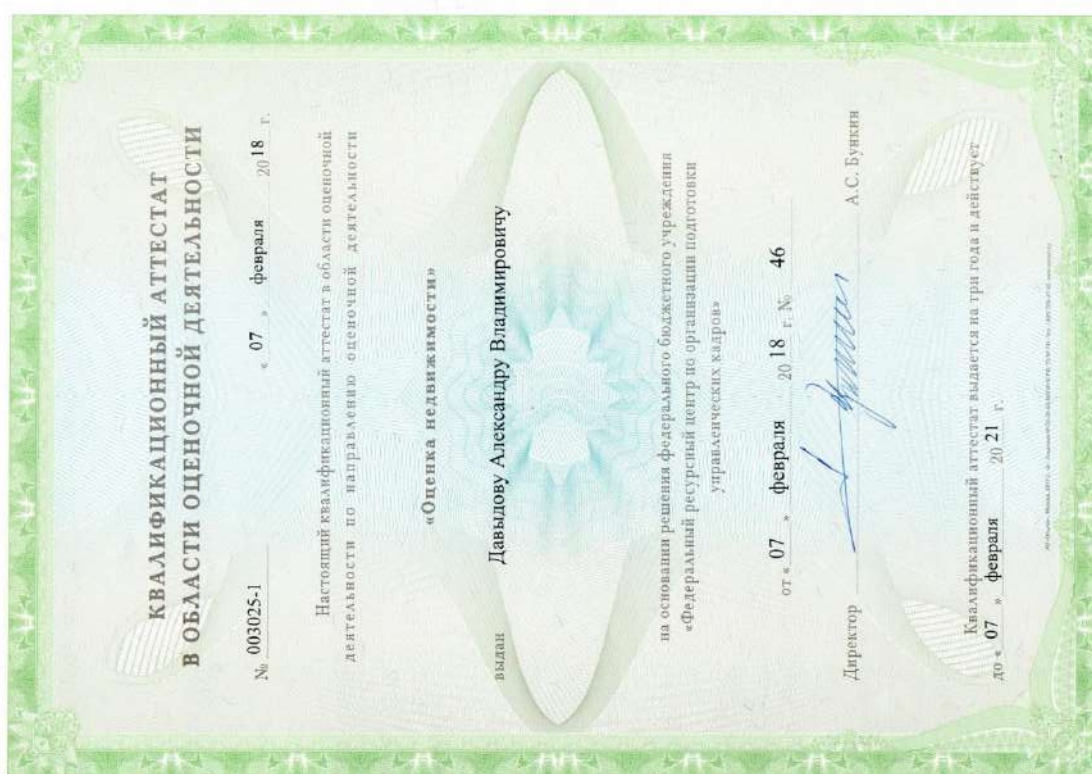 КВАЛИФИКАЦИОННЫЙ АТТЕСТАТ
В ОБЛАСТИ ОЦЕНОЧНОЙ ДЕЯТЕЛЬНОСТИ
№ 003025-1 « 07 » февраля 20 18 г.
Настоящий квалификационный аттестат в области оценочной
деятельности по направлению оценочной деятельности
«Оценка недвижимости»
выдан Давыдову Александру Владимировичу
на основании решения федерального бюджетного учреждения
«Федеральный ресурсный центр по организации подготовки
управленческих кадров»
от « 07 » февраля 20 18 г. № 46
Директор А.С. Бункин
Квалификационный аттестат выдается на три года и действует
до « 07 » февраля 20 21 г.